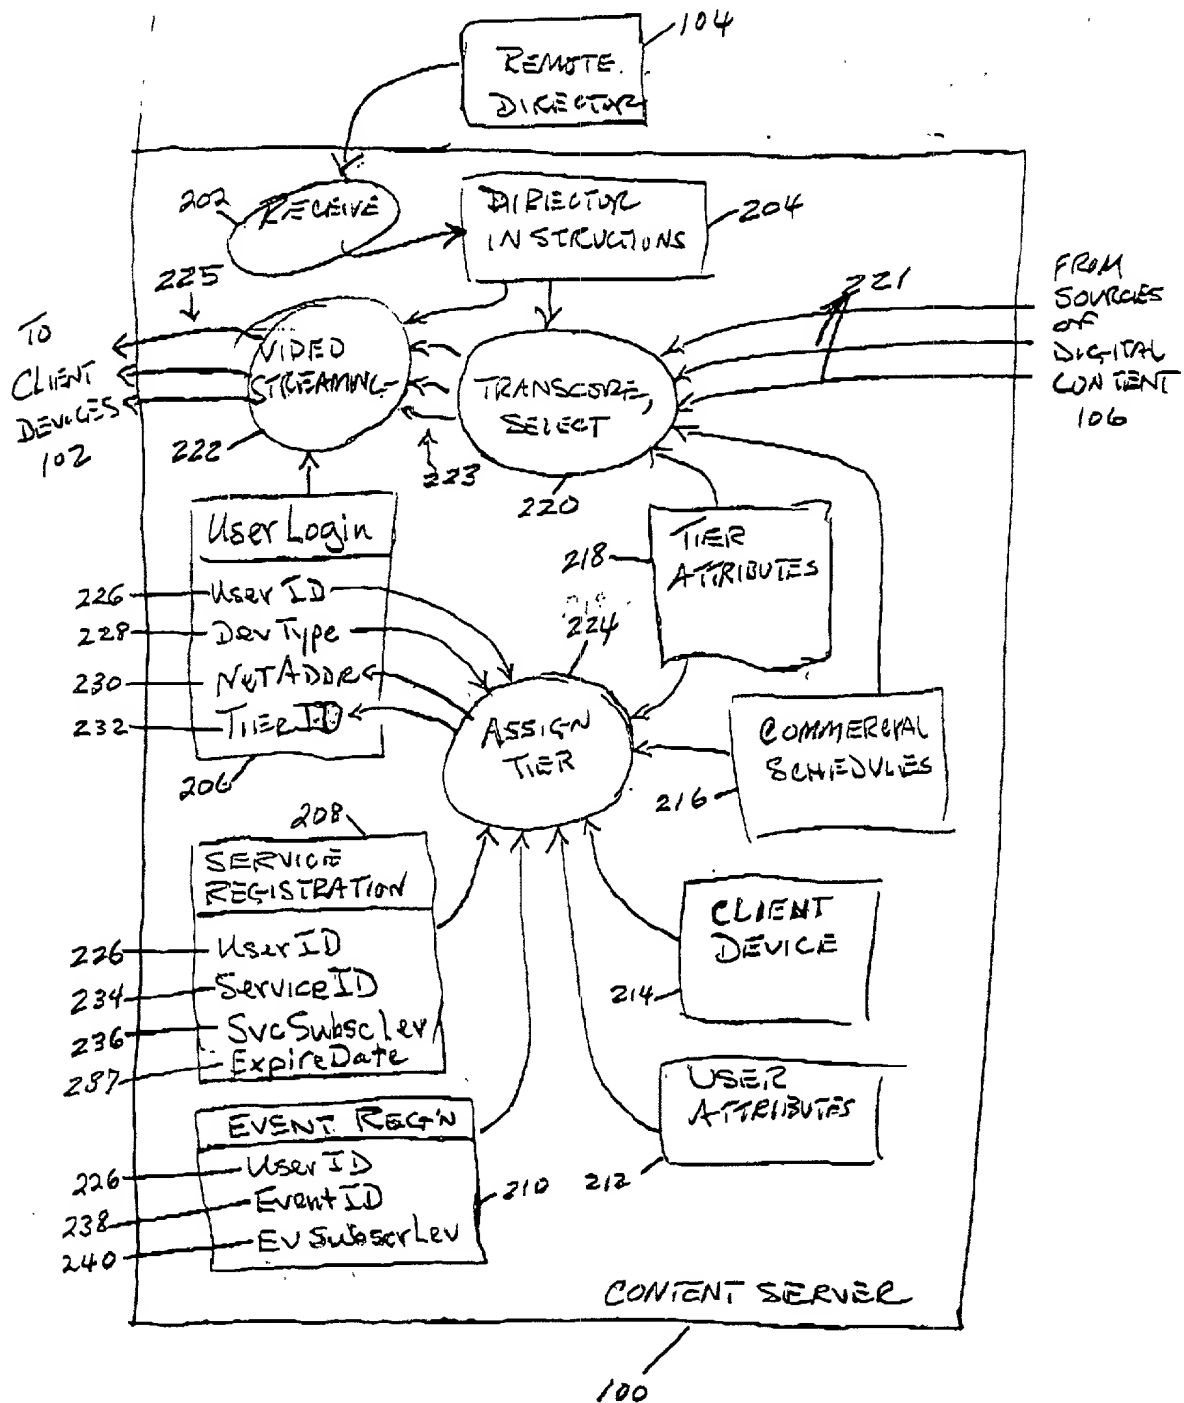 104
REMOTE
DIRECTOR
202
RECEIVE
DIRECTOR
INSTRUCTIONS
204
225
221
FROM
SOURCES
OF
DIGITAL
CONTENT
106
TO
CLIENT
DEVICES
102
VIDEO
STREAMING
222
TRANSCODE,
SELECT
223
220
User Login
226
UserID
228
DevType
230
NETADDR
232
TIERID
206
218
TIER
ATTRIBUTES
224
ASSIGN
TIER
COMMERCIAL
SCHEDULES
216
208
SERVICE
REGISTRATION
226
UserID
234
ServiceID
236
SvcSubscLev
237
ExpireDate
CLIENT
DEVICE
214
USER
ATTRIBUTES
212
EVENT REG'N
226
UserID
238
EventID
240
EvSubscrLev
210
CONTENT SERVER
100